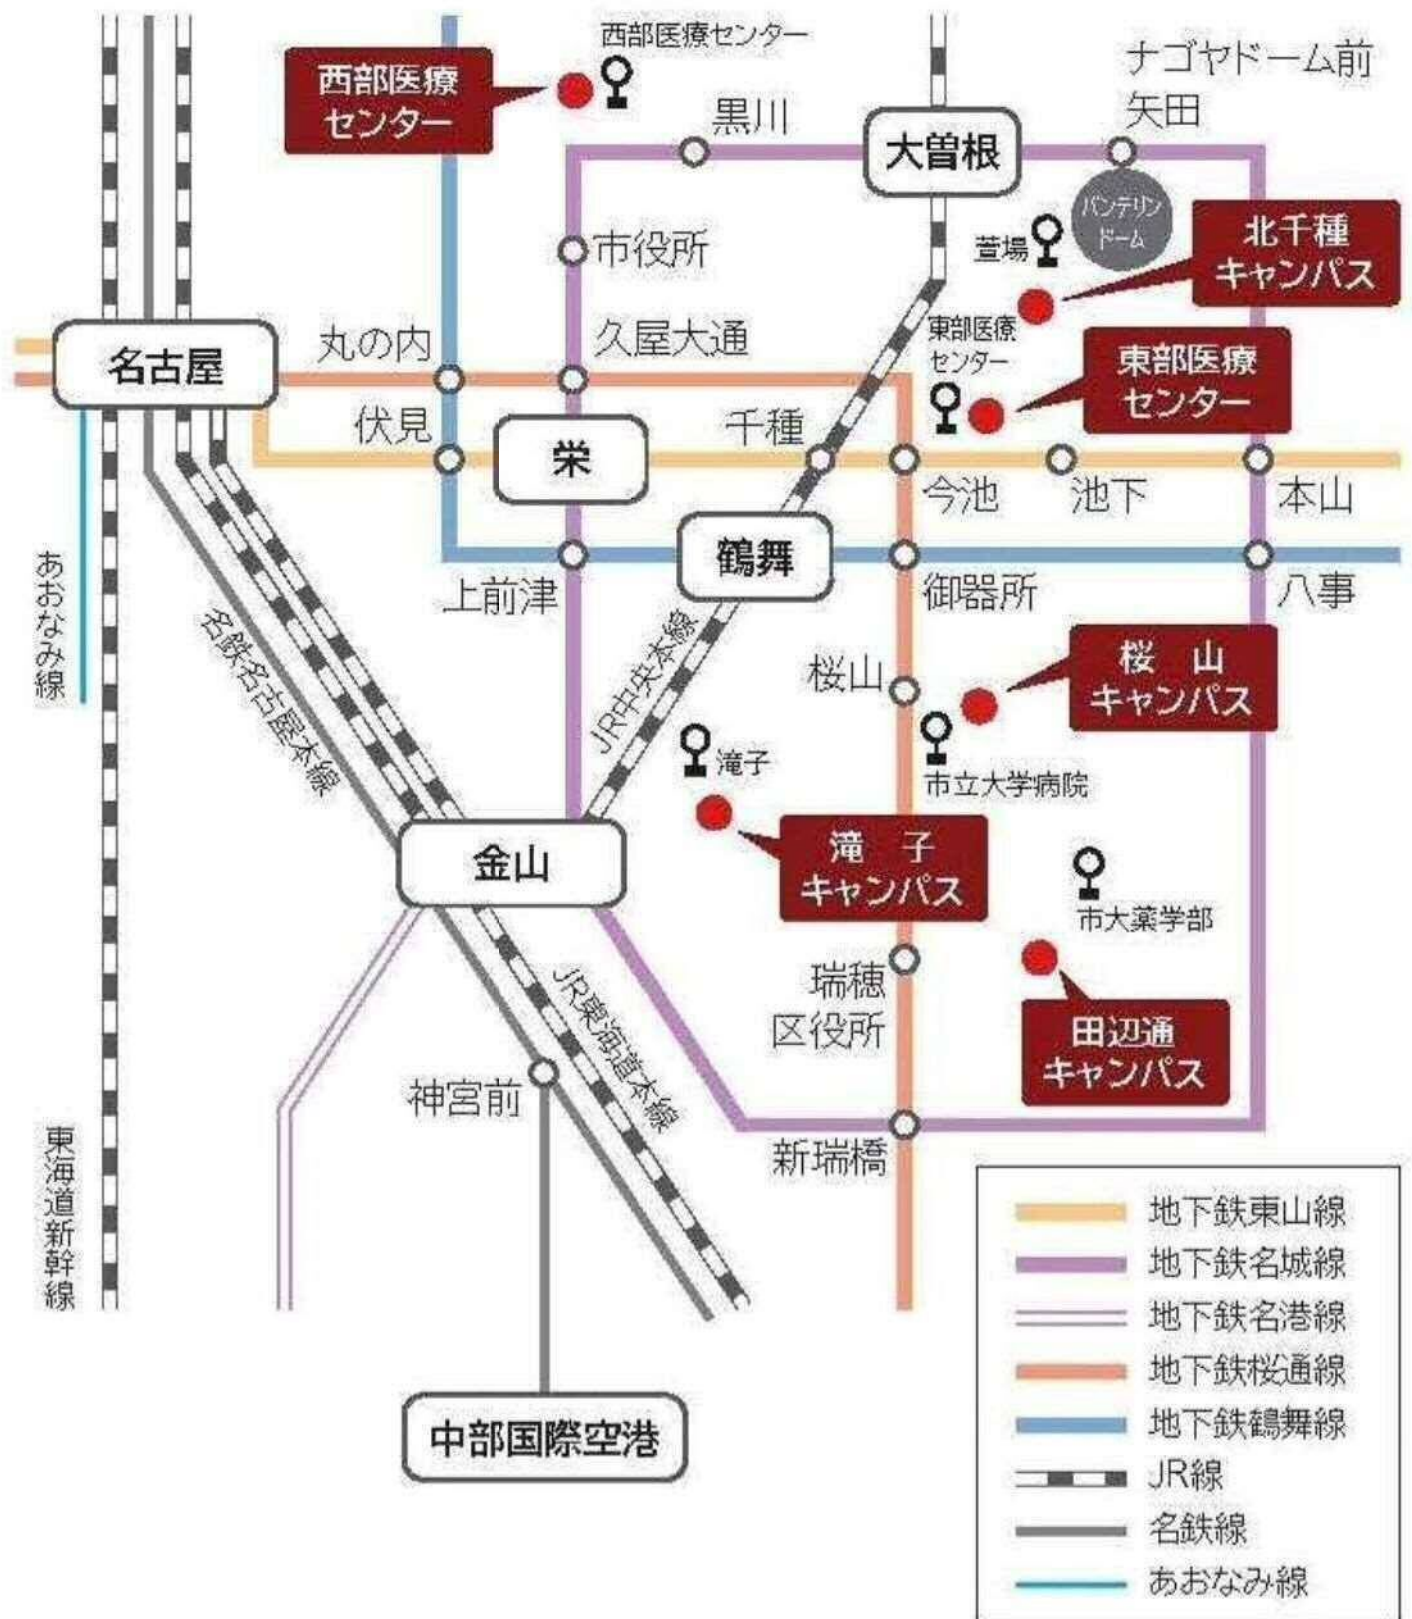 西部医療センター
西部医療
センター
ナゴヤドーム前
矢田
黒川
大曽根
バンテリン
ドーム
北千種
キャンパス
萱場
市役所
東部医療
センター
東部医療
センター
名古屋
丸の内
久屋大通
伏見
栄
千種
今池
池下
本山
鶴舞
上前津
御器所
八事
あおなみ線
名鉄名古屋本線
JR中央本線
桜山
桜 山
キャンパス
市立大学病院
滝子
滝 子
キャンパス
金山
市大薬学部
瑞穂
区役所
田辺通
キャンパス
JR東海道本線
神宮前
新瑞橋
東海道新幹線
中部国際空港
地下鉄東山線
地下鉄名城線
地下鉄名港線
地下鉄桜通線
地下鉄鶴舞線
JR線
名鉄線
あおなみ線